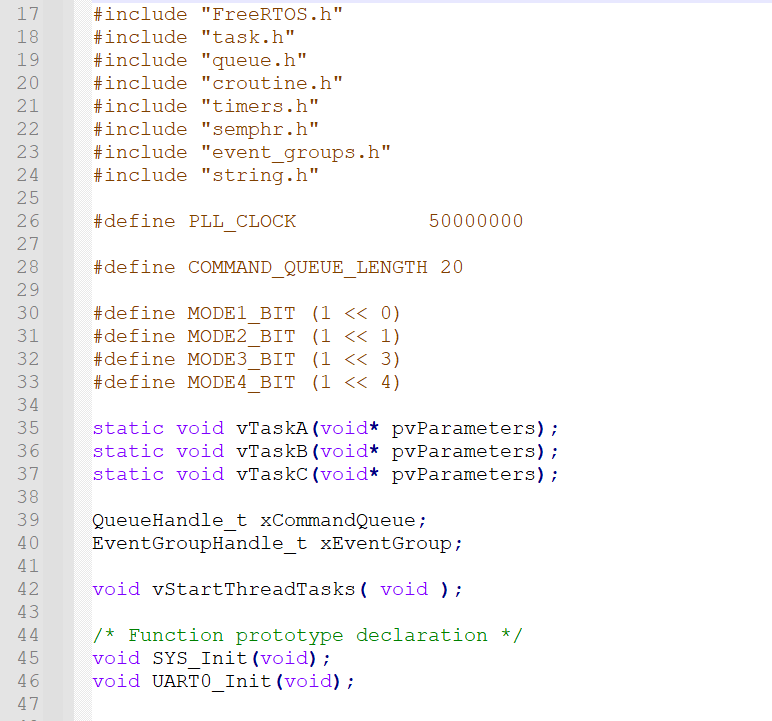 17 #include "FreeRTOS.h"
18 #include "task.h"
19 #include "queue.h"
20 #include "croutine.h"
21 #include "timers.h"
22 #include "semphr.h"
23 #include "event_groups.h"
24 #include "string.h"
25
26 #define PLL_CLOCK           50000000
27
28 #define COMMAND_QUEUE_LENGTH 20
29
30 #define MODE1_BIT (1 << 0)
31 #define MODE2_BIT (1 << 1)
32 #define MODE3_BIT (1 << 3)
33 #define MODE4_BIT (1 << 4)
34
35 static void vTaskA(void* pvParameters);
36 static void vTaskB(void* pvParameters);
37 static void vTaskC(void* pvParameters);
38
39 QueueHandle_t xCommandQueue;
40 EventGroupHandle_t xEventGroup;
41
42 void vStartThreadTasks( void );
43
44 /* Function prototype declaration */
45 void SYS_Init(void);
46 void UART0_Init(void);
47